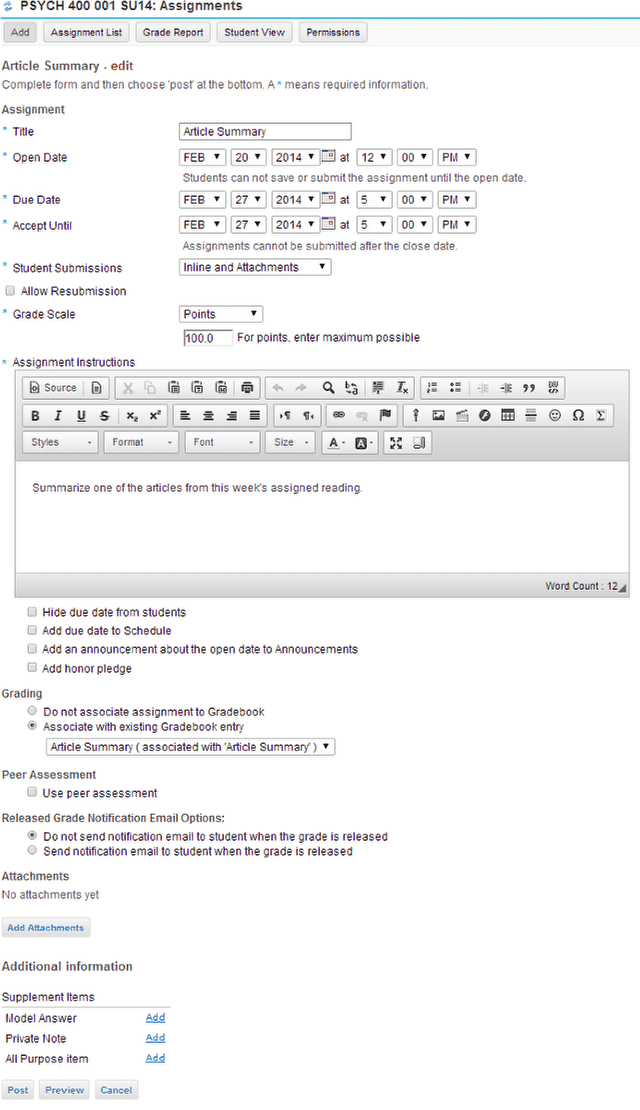 PSYCH 400 001 SU14: Assignments
Add Assignment List Grade Report Student View Permissions
Article Summary - edit
Complete form and then choose 'post' at the bottom. A * means required information.
Assignment
* Title Article Summary
* Open Date FEB 20 2014 at 12 00 PM
Students can not save or submit the assignment until the open date.
* Due Date FEB 27 2014 at 5 00 PM
* Accept Until FEB 27 2014 at 5 00 PM
Assignments cannot be submitted after the close date.
* Student Submissions Inline and Attachments
Allow Resubmission
* Grade Scale Points
100.0 For points, enter maximum possible
* Assignment Instructions
Source
B I U S x₂ x² ¶ ¶ Ω Σ
Styles Format Font Size A A
Summarize one of the articles from this week's assigned reading.
Word Count : 12
Hide due date from students
Add due date to Schedule
Add an announcement about the open date to Announcements
Add honor pledge
Grading
Do not associate assignment to Gradebook
Associate with existing Gradebook entry
Article Summary ( associated with 'Article Summary' )
Peer Assessment
Use peer assessment
Released Grade Notification Email Options:
Do not send notification email to student when the grade is released
Send notification email to student when the grade is released
Attachments
No attachments yet
Add Attachments
Additional information
Supplement Items
Model Answer Add
Private Note Add
All Purpose item Add
Post Preview Cancel